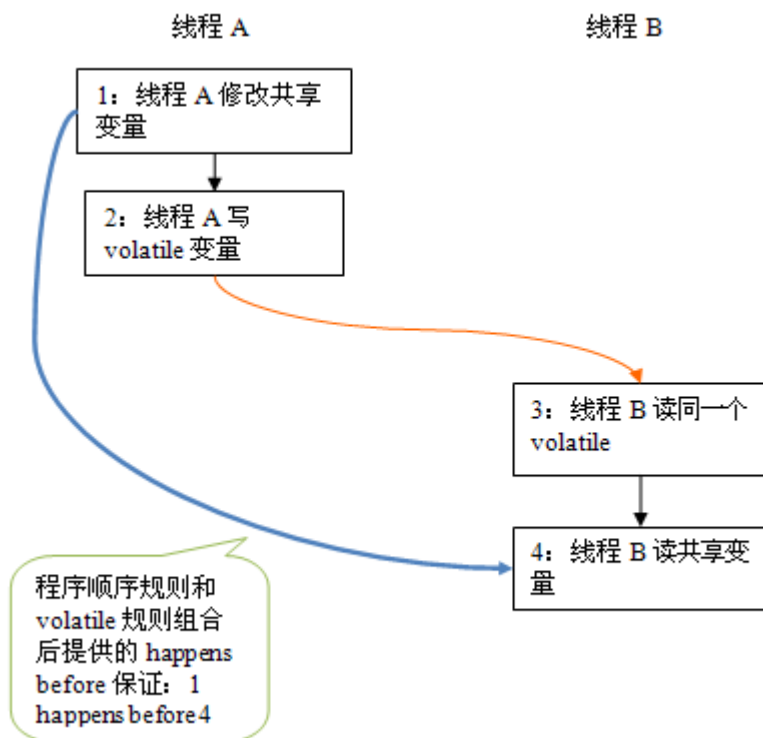 线程 A
线程 B
1：线程 A 修改共享
变量
2：线程 A 写
volatile 变量
3：线程 B 读同一个
volatile
4：线程 B 读共享变
量
程序顺序规则和
volatile 规则组合
后提供的 happens
before 保证：1
happens before 4